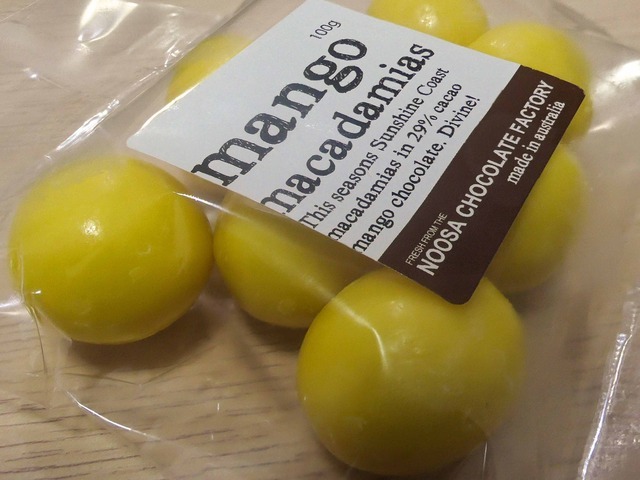 100g
mango
macadamias
This seasons Sunshine Coast
macadamias in 29% cacao
mango chocolate. Divine!
FRESH FROM THE
NOOSA CHOCOLATE FACTORY
made in australia